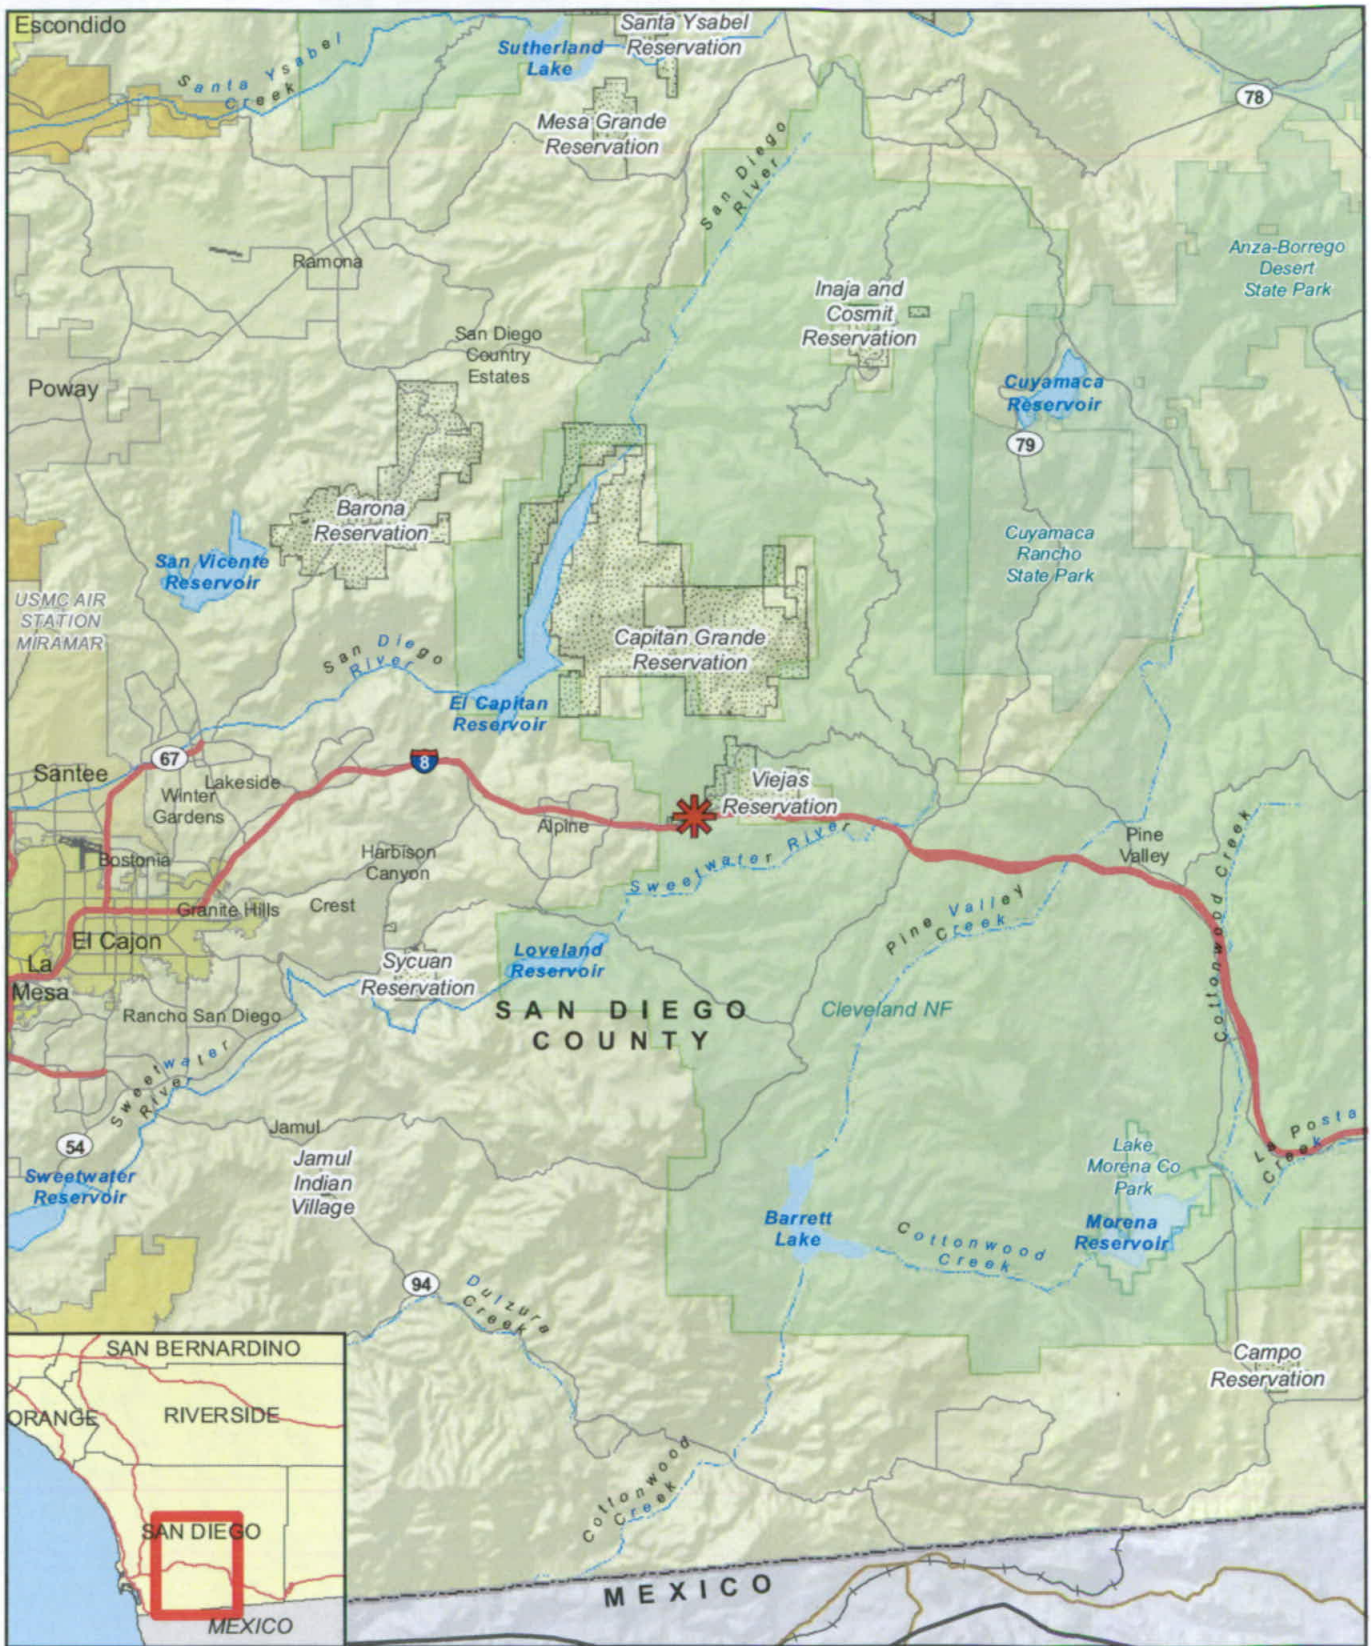 Escondido
Santa Ysabel
Creek
Sutherland
Lake
Santa Ysabel
Reservation
78
Mesa Grande
Reservation
San Diego
River
Ramona
Anza-Borrego
Desert
State Park
Inaja and
Cosmit
Reservation
San Diego
Country
Estates
Poway
Cuyamaca
Reservoir
79
Barona
Reservation
San Vicente
Reservoir
Cuyamaca
Rancho
State Park
USMC AIR
STATION
MIRAMAR
San Diego
River
Capitan Grande
Reservation
El Capitan
Reservoir
67
8
Santee
Lakeside
Winter
Gardens
Viejas
Reservation
Alpine
Pine
Valley
Bostonia
Harbison
Canyon
Sweetwater River
Cottonwood Creek
Granite Hills
Crest
Pine Valley
Creek
El Cajon
La
Mesa
Sycuan
Reservation
Loveland
Reservoir
Rancho San Diego
SAN DIEGO
COUNTY
Cleveland NF
Sweetwater
River
Jamul
54
La Posta
Creek
Jamul
Indian
Village
Lake
Morena Co
Park
Sweetwater
Reservoir
Barrett
Lake
Cottonwood
Creek
Morena
Reservoir
94
Dulzura
Creek
Campo
Reservation
SAN BERNARDINO
ORANGE
RIVERSIDE
Cottonwood
Creek
SAN DIEGO
MEXICO
MEXICO